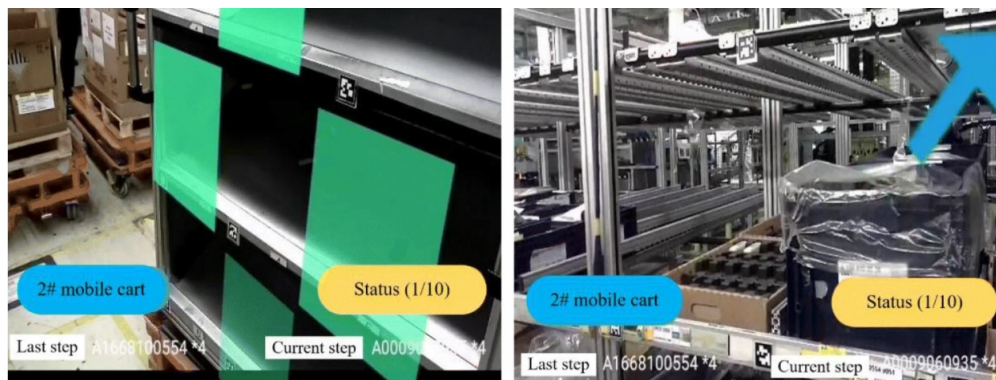 2# mobile cart
Status (1/10)
Last step A1668100554 *4
Current step *4
2# mobile cart
Status (1/10)
Last step A1668100554 *4
Current step A0009060935 *4